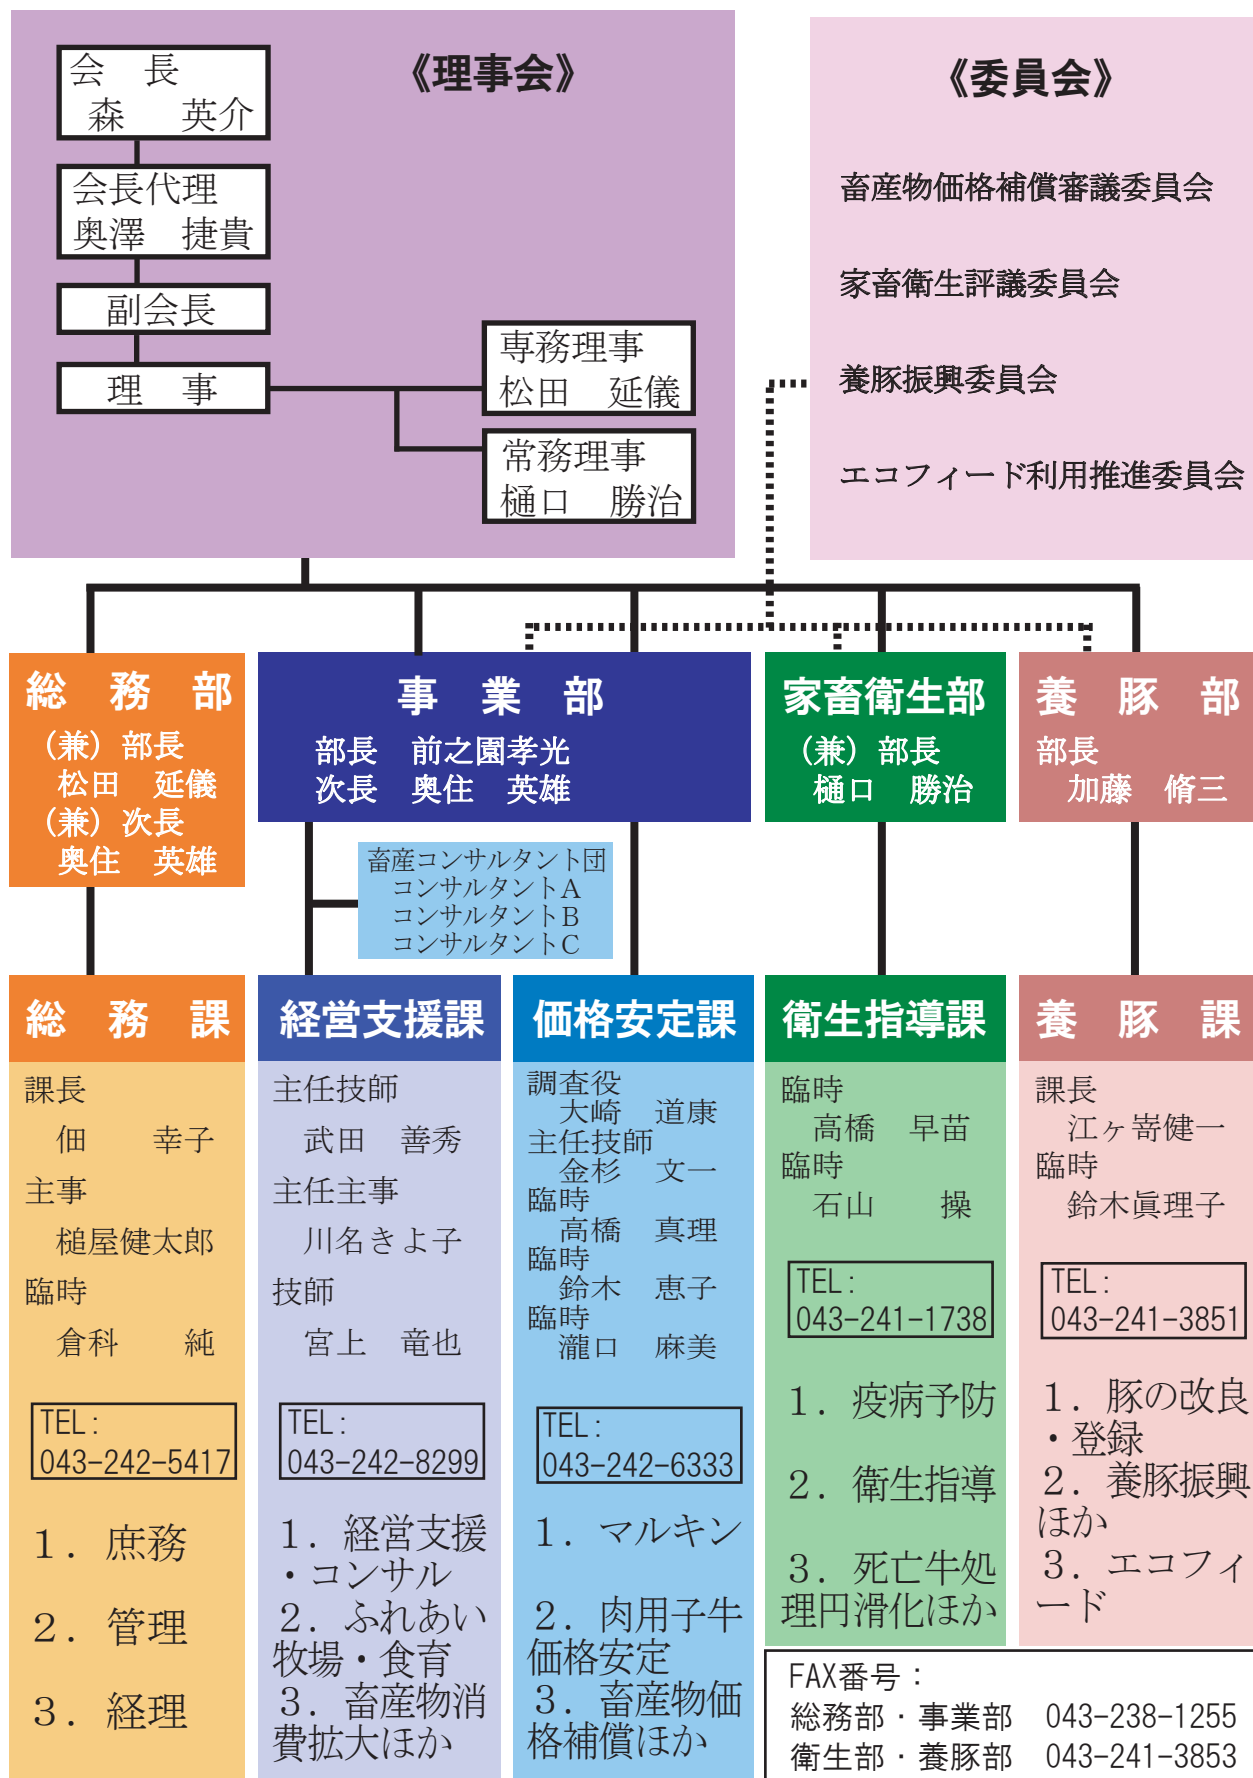 《理事会》
会　長
森　　英介
会長代理
奥澤　捷貴
副会長
理　事
専務理事
松田　延儀
常務理事
樋口　勝治
《委員会》
畜産物価格補償審議委員会
家畜衛生評議委員会
養豚振興委員会
エコフィード利用推進委員会
総　務　部
（兼）部長
松田　延儀
（兼）次長
奥住　英雄
事　業　部
部長　前之園孝光
次長　奥住　英雄
家畜衛生部
（兼）部長
樋口　勝治
養　豚　部
部長
加藤　脩三
畜産コンサルタント団
コンサルタントＡ
コンサルタントＢ
コンサルタントＣ
総　務　課
課長
佃　　幸子
主事
槌屋健太郎
臨時
倉科　　純
TEL：
043-242-5417
１．庶務
２．管理
３．経理
経営支援課
主任技師
武田　善秀
主任主事
川名きよ子
技師
宮上　竜也
TEL：
043-242-8299
１．経営支援
・コンサル
２．ふれあい
牧場・食育
３．畜産物消
費拡大ほか
価格安定課
調査役
大崎　道康
主任技師
金杉　文一
臨時
高橋　真理
臨時
鈴木　恵子
臨時
瀧口　麻美
TEL：
043-242-6333
１．マルキン
２．肉用子牛
価格安定
３．畜産物価
格補償ほか
衛生指導課
臨時
高橋　早苗
臨時
石山　　操
TEL：
043-241-1738
１．疫病予防
２．衛生指導
３．死亡牛処
理円滑化ほか
養　豚　課
課長
江ヶ嵜健一
臨時
鈴木眞理子
TEL：
043-241-3851
１．豚の改良
・登録
２．養豚振興
ほか
３．エコフィ
ード
FAX番号：
総務部・事業部　043-238-1255
衛生部・養豚部　043-241-3853